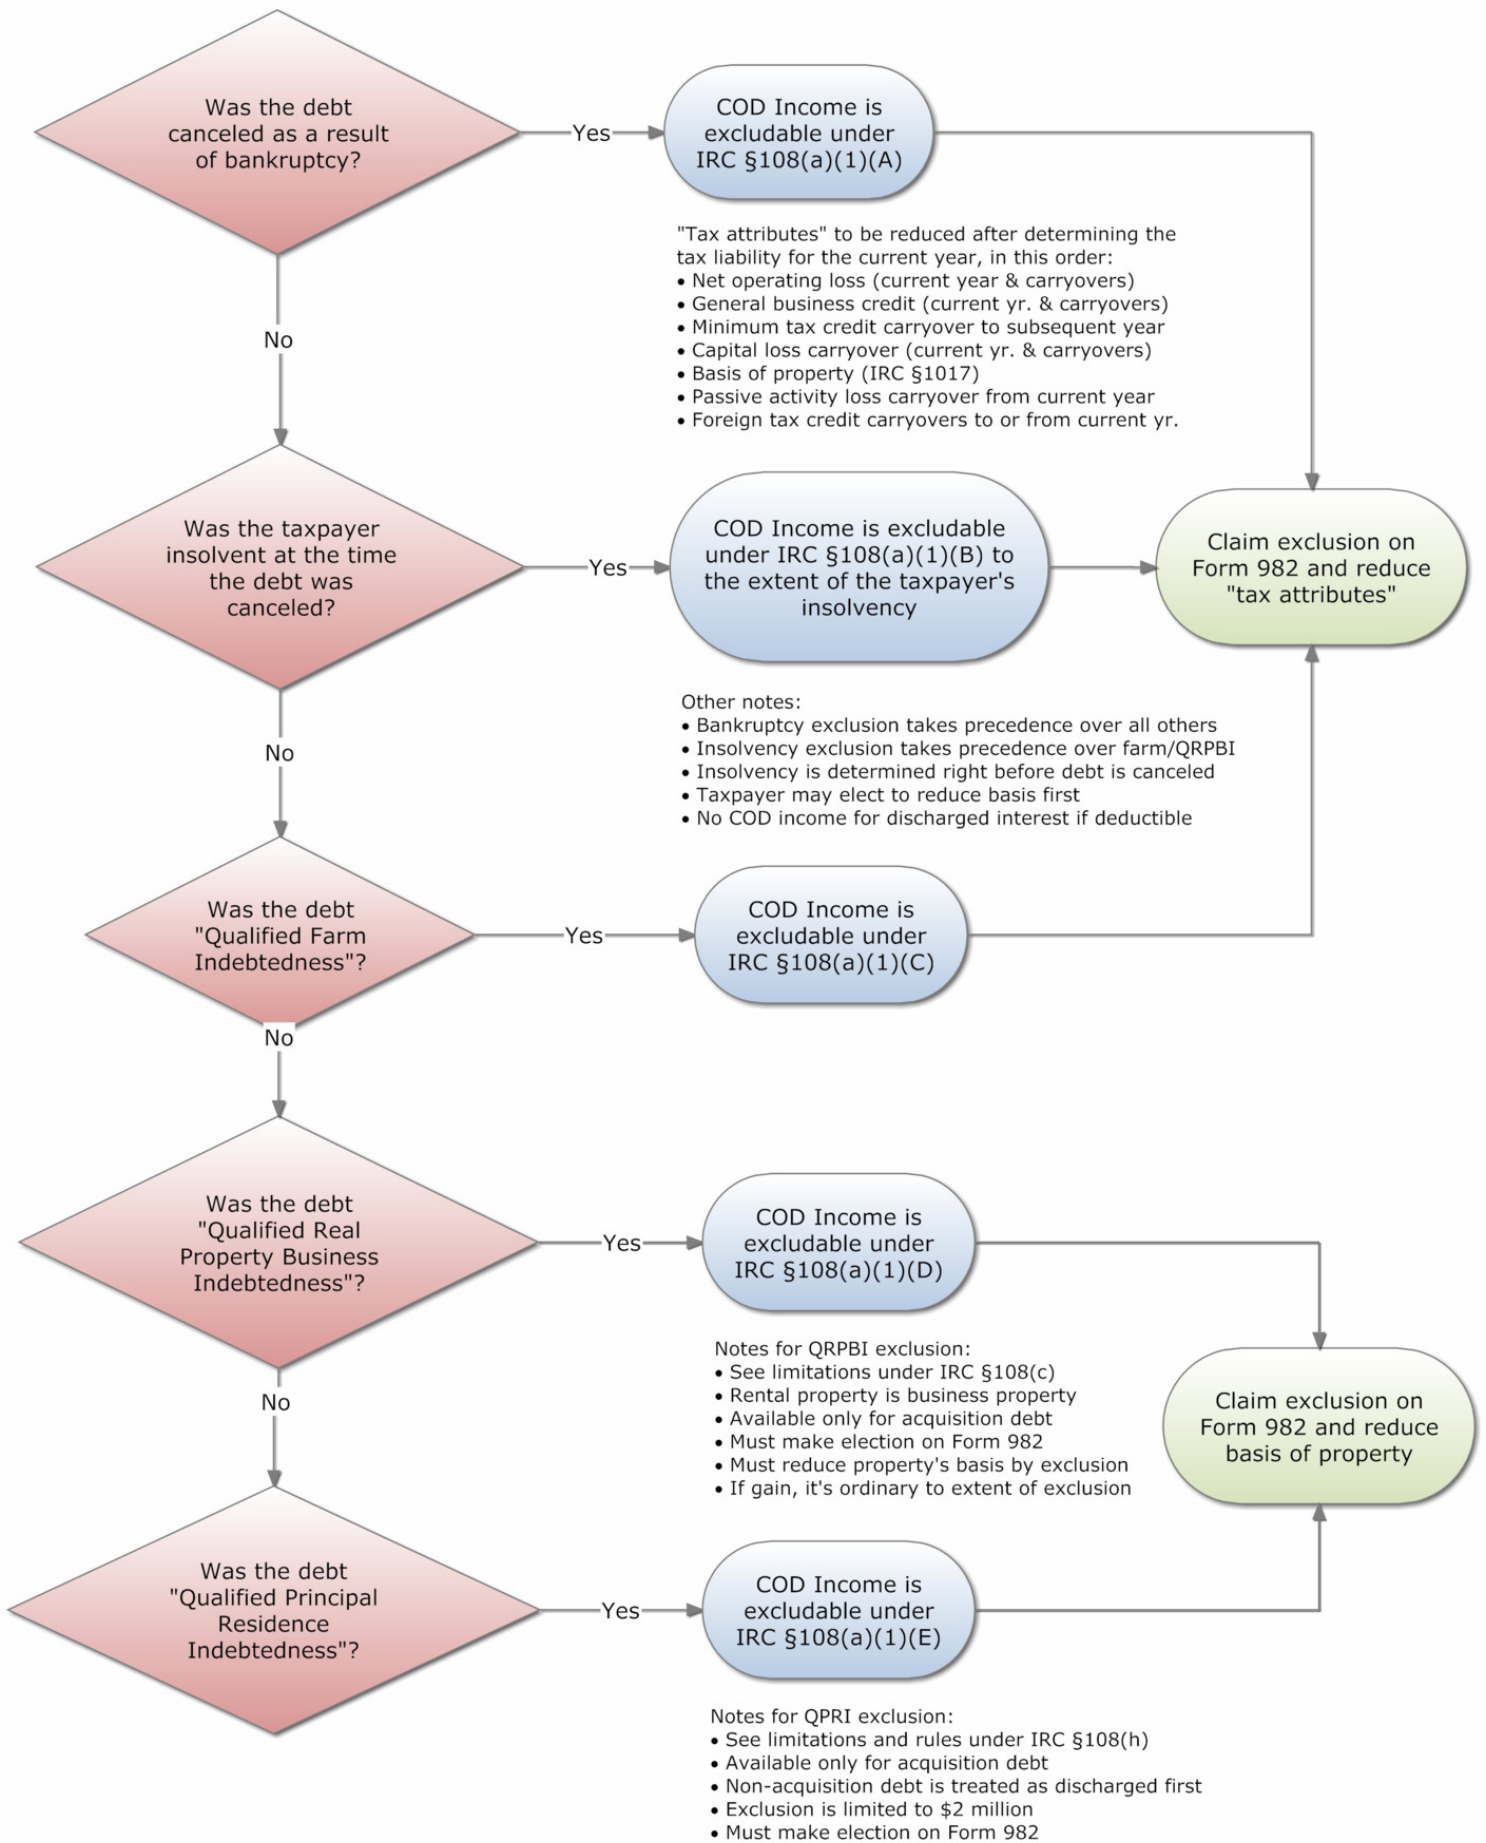 Was the debt
canceled as a result
of bankruptcy?
Yes
COD Income is
excludable under
IRC §108(a)(1)(A)
"Tax attributes" to be reduced after determining the
tax liability for the current year, in this order:
• Net operating loss (current year & carryovers)
• General business credit (current yr. & carryovers)
• Minimum tax credit carryover to subsequent year
• Capital loss carryover (current yr. & carryovers)
• Basis of property (IRC §1017)
• Passive activity loss carryover from current year
• Foreign tax credit carryovers to or from current yr.
No
Was the taxpayer
insolvent at the time
the debt was
canceled?
Yes
COD Income is excludable
under IRC §108(a)(1)(B) to
the extent of the taxpayer's
insolvency
Claim exclusion on
Form 982 and reduce
"tax attributes"
Other notes:
• Bankruptcy exclusion takes precedence over all others
• Insolvency exclusion takes precedence over farm/QRPBI
• Insolvency is determined right before debt is canceled
• Taxpayer may elect to reduce basis first
• No COD income for discharged interest if deductible
No
Was the debt
"Qualified Farm
Indebtedness"?
Yes
COD Income is
excludable under
IRC §108(a)(1)(C)
No
Was the debt
"Qualified Real
Property Business
Indebtedness"?
Yes
COD Income is
excludable under
IRC §108(a)(1)(D)
Notes for QRPBI exclusion:
• See limitations under IRC §108(c)
• Rental property is business property
• Available only for acquisition debt
• Must make election on Form 982
• Must reduce property's basis by exclusion
• If gain, it's ordinary to extent of exclusion
Claim exclusion on
Form 982 and reduce
basis of property
No
Was the debt
"Qualified Principal
Residence
Indebtedness"?
Yes
COD Income is
excludable under
IRC §108(a)(1)(E)
Notes for QPRI exclusion:
• See limitations and rules under IRC §108(h)
• Available only for acquisition debt
• Non-acquisition debt is treated as discharged first
• Exclusion is limited to $2 million
• Must make election on Form 982